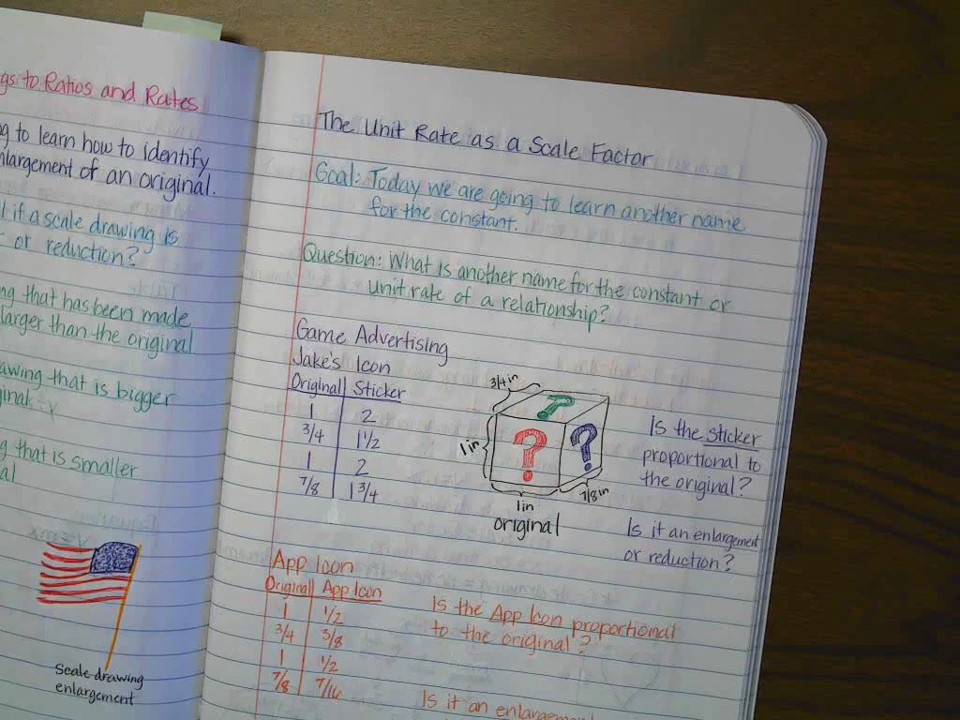 to Ratios and Rates
to learn how to identify
enlargement of an original.
if a scale drawing is
or reduction?
that has been made
larger than the original
drawing that is bigger
that is smaller
Scale drawing
enlargement
The Unit Rate as a Scale Factor
Goal: Today we are going to learn another name
for the constant.
Question: What is another name for the constant or
unit rate of a relationship?
Game Advertising
Jake's Icon
Original Sticker
1 2
3/4 1 1/2
1 2
7/8 1 3/4
3/4 in
?
? ?
1 in
1 in 7/8 in
original
Is the sticker
proportional to
the original?
Is it an enlargement
or reduction?
App Icon
Original App Icon
1 1/2
3/4 3/8
1 1/2
7/8 7/16
Is the App Icon proportional
to the original?
Is it an enlargement